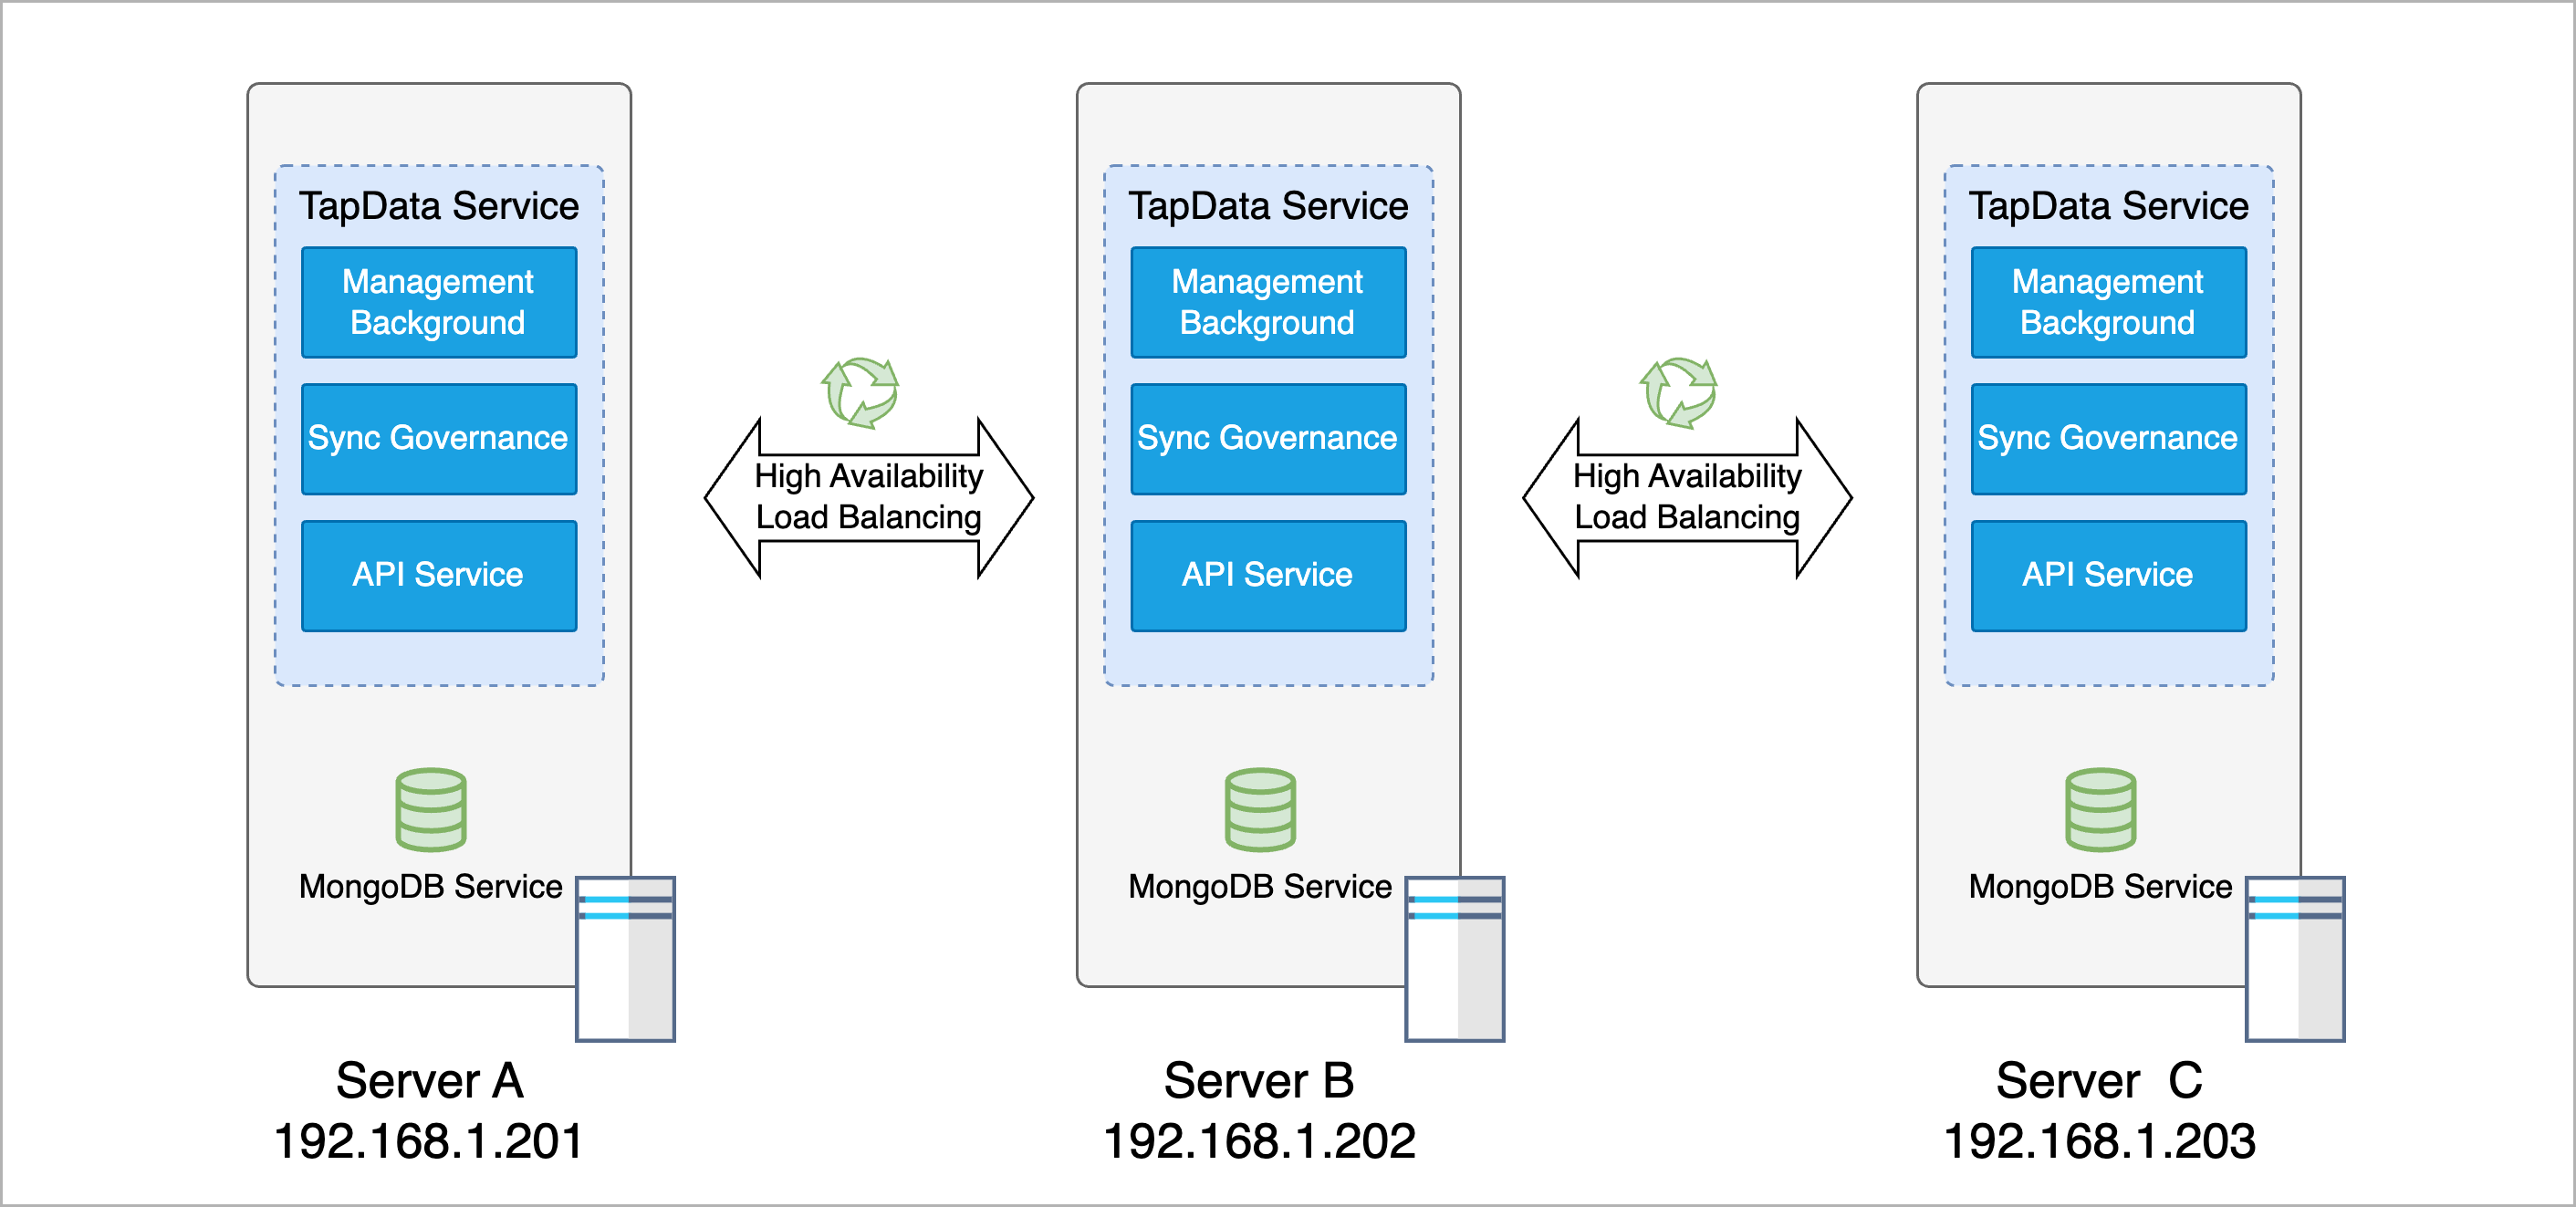 TapData Service
Management
Background
Sync Governance
API Service
MongoDB Service
Server A
192.168.1.201
High Availability
Load Balancing
TapData Service
Management
Background
Sync Governance
API Service
MongoDB Service
Server B
192.168.1.202
High Availability
Load Balancing
TapData Service
Management
Background
Sync Governance
API Service
MongoDB Service
Server  C
192.168.1.203